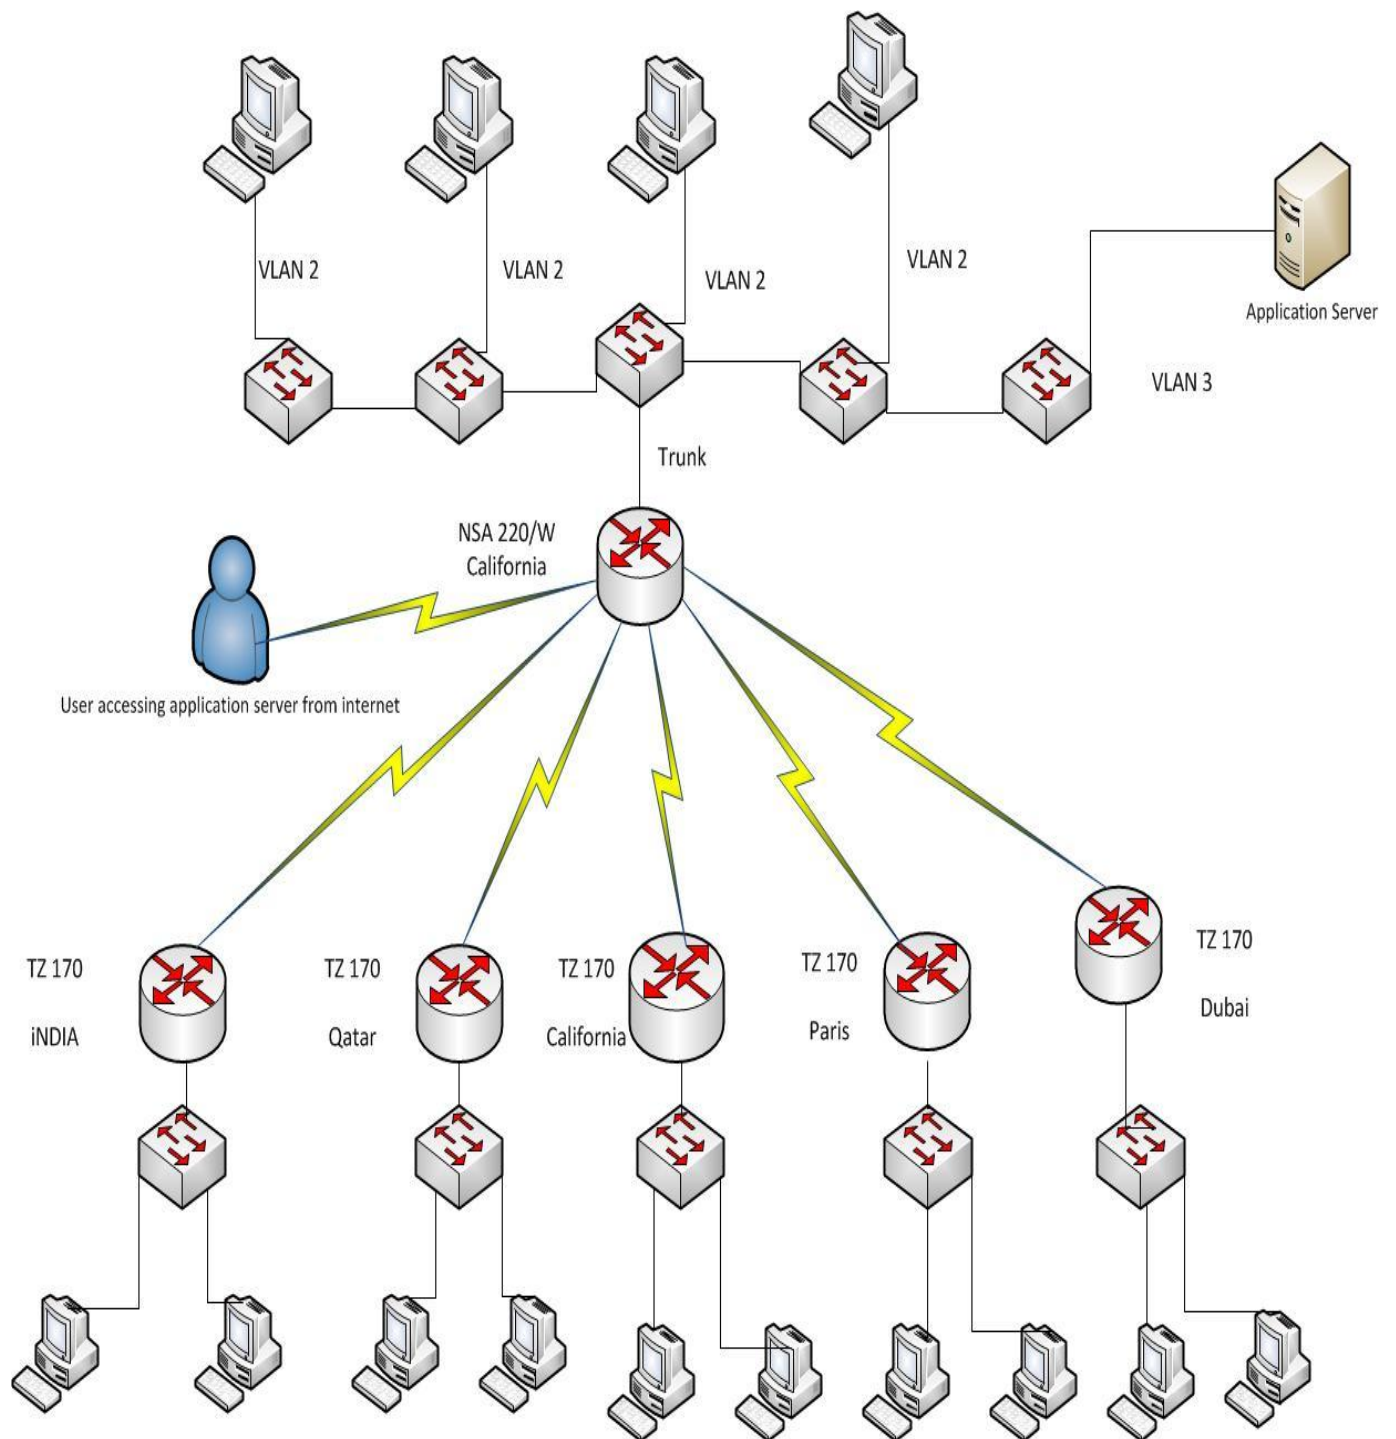 VLAN 2
VLAN 2
VLAN 2
VLAN 2
Application Server
VLAN 3
Trunk
NSA 220/W
California
User accessing application server from internet
TZ 170
iNDIA
TZ 170
Qatar
TZ 170
California
TZ 170
Paris
TZ 170
Dubai